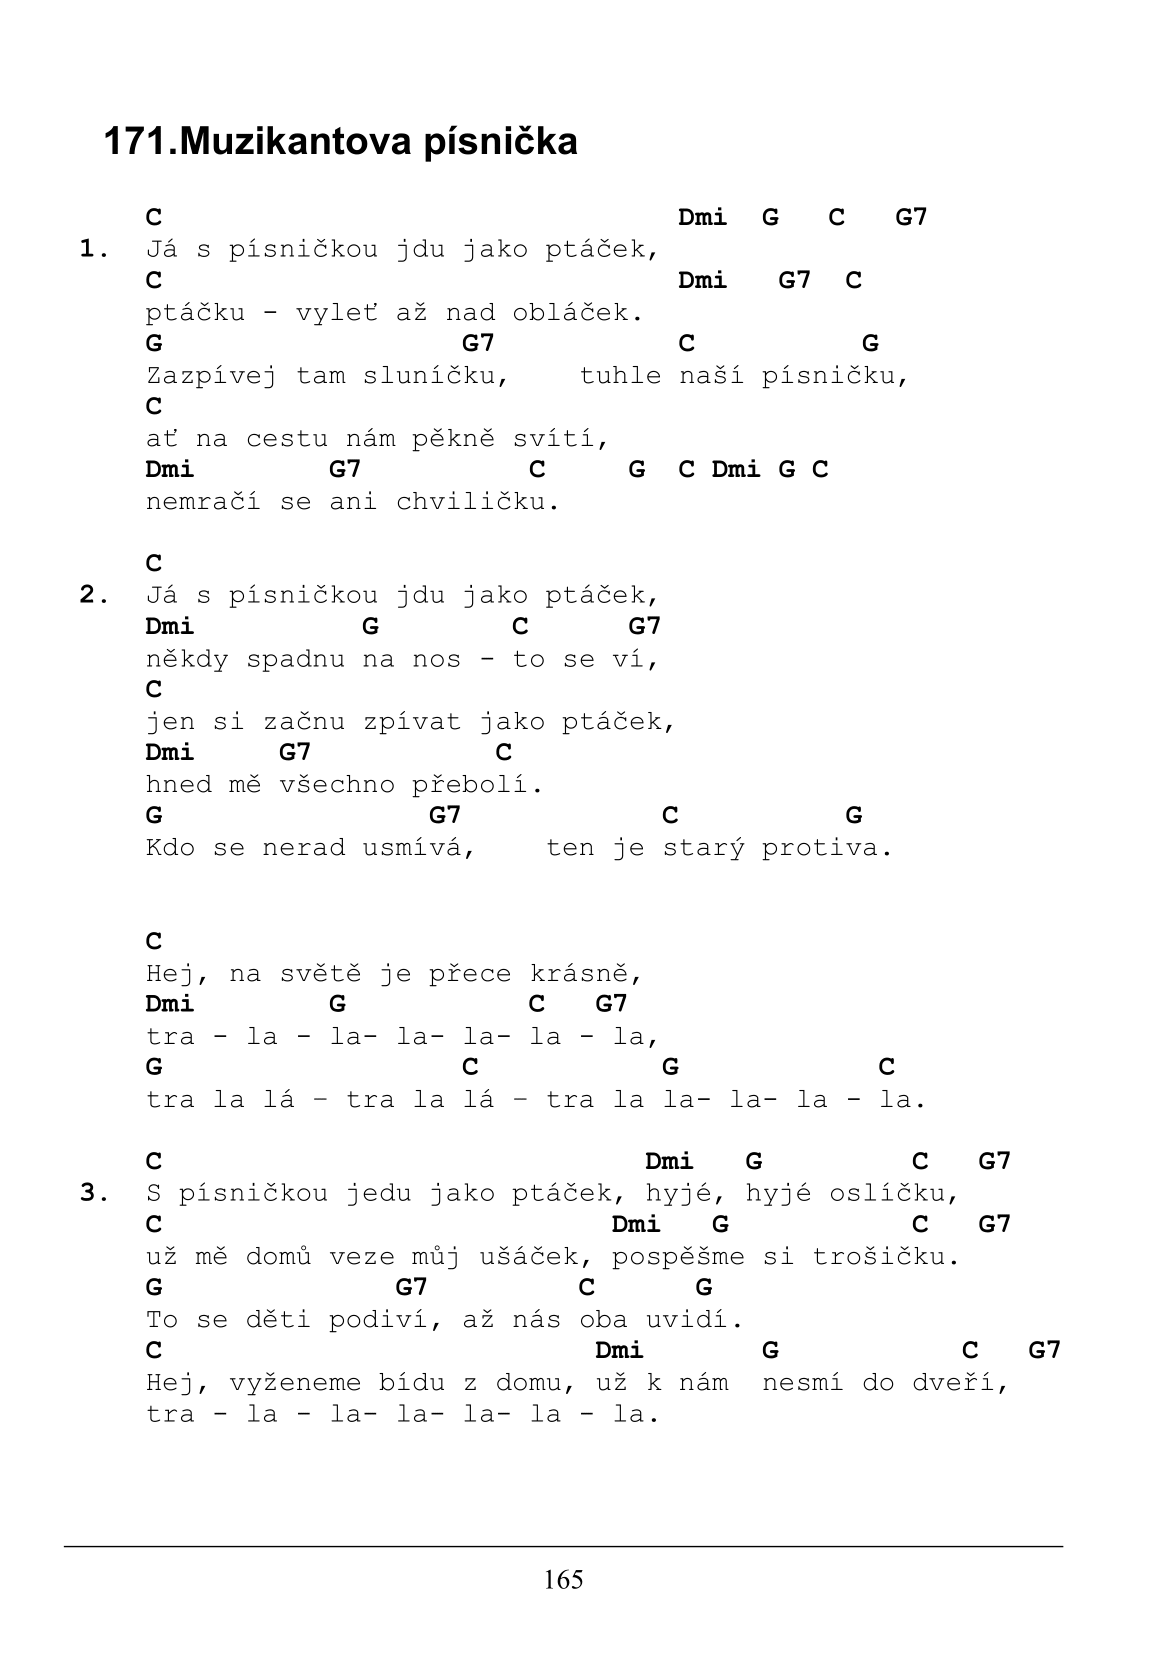 171.Muzikantova písnička
C Dmi G C G7
1. Já s písničkou jdu jako ptáček,
C Dmi G7 C
ptáčku - vyleť až nad obláček.
G G7 C G
Zazpívej tam sluníčku, tuhle naší písničku,
C
ať na cestu nám pěkně svítí,
Dmi G7 C G C Dmi G C
nemračí se ani chviličku.
C
2. Já s písničkou jdu jako ptáček,
Dmi G C G7
někdy spadnu na nos - to se ví,
C
jen si začnu zpívat jako ptáček,
Dmi G7 C
hned mě všechno přebolí.
G G7 C G
Kdo se nerad usmívá, ten je starý protiva.
C
Hej, na světě je přece krásně,
Dmi G C G7
tra - la - la- la- la- la - la,
G C G C
tra la lá – tra la lá – tra la la- la- la - la.
C Dmi G C G7
3. S písničkou jedu jako ptáček, hyjé, hyjé oslíčku,
C Dmi G C G7
už mě domů veze můj ušáček, pospěšme si trošičku.
G G7 C G
To se děti podiví, až nás oba uvidí.
C Dmi G C G7
Hej, vyženeme bídu z domu, už k nám nesmí do dveří,
tra - la - la- la- la- la - la.
165